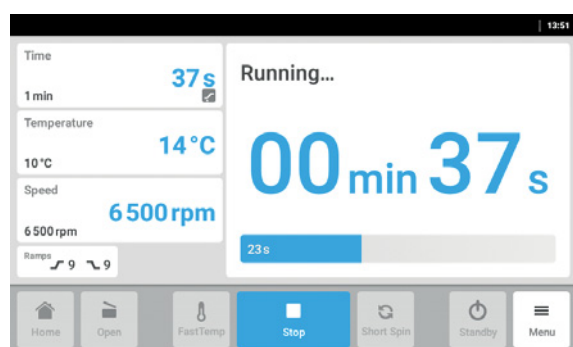 13:51
Time
37 s
1 min
Temperature
14 °C
10 °C
Speed
6 500 rpm
6 500 rpm
Ramps
9 9
Running...
00 min 37 s
23 s
Home
Open
FastTemp
Stop
Short Spin
Standby
Menu